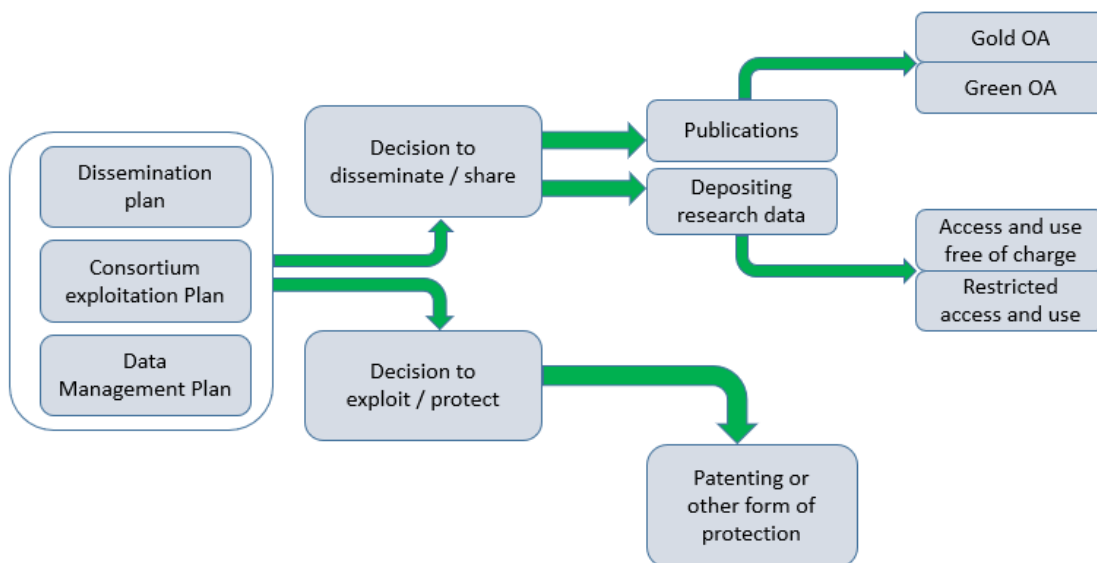 Dissemination
plan
Consortium
exploitation Plan
Data
Management Plan
Decision to
disseminate / share
Decision to
exploit / protect
Publications
Depositing
research data
Patenting or
other form of
protection
Gold OA
Green OA
Access and use
free of charge
Restricted
access and use